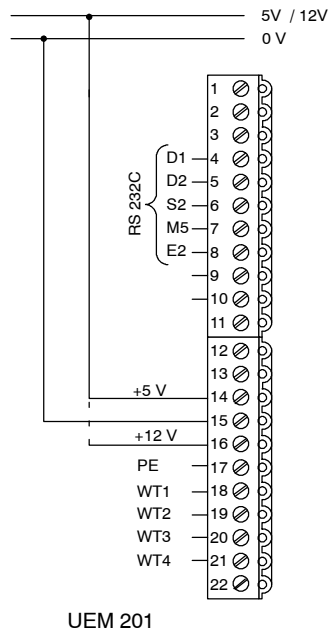 5V / 12V
0 V
1
2
3
D1 4
D2 5
S2 6
M5 7
E2 8
RS 232C
9
10
11
12
13
+5 V 14
15
+12 V 16
PE 17
WT1 18
WT2 19
WT3 20
WT4 21
22
UEM 201